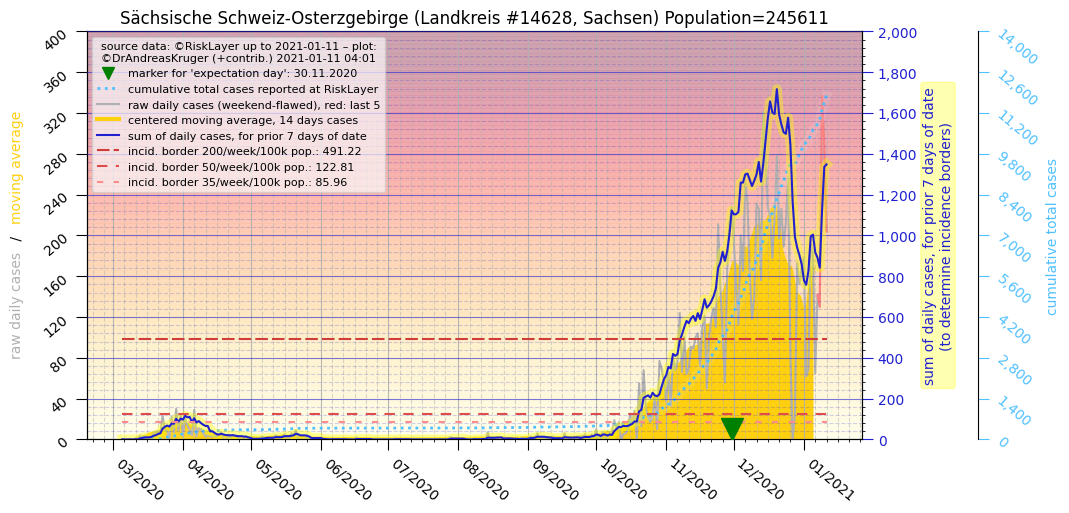 Sächsische Schweiz-Osterzgebirge (Landkreis #14628, Sachsen) Population=245611
source data: ©RiskLayer up to 2021-01-11 – plot:
©DrAndreasKruger (+contrib.) 2021-01-11 04:01
marker for 'expectation day': 30.11.2020
cumulative total cases reported at RiskLayer
raw daily cases (weekend-flawed), red: last 5
centered moving average, 14 days cases
sum of daily cases, for prior 7 days of date
incid. border 200/week/100k pop.: 491.22
incid. border 50/week/100k pop.: 122.81
incid. border 35/week/100k pop.: 85.96
raw daily cases / moving average
400
360
320
280
240
200
160
120
80
40
0
03/2020
04/2020
05/2020
06/2020
07/2020
08/2020
09/2020
10/2020
11/2020
12/2020
01/2021
2,000
1,800
1,600
1,400
1,200
1,000
800
600
400
200
0
sum of daily cases, for prior 7 days of date
(to determine incidence borders)
14,000
12,600
11,200
9,800
8,400
7,000
5,600
4,200
2,800
1,400
0
cumulative total cases